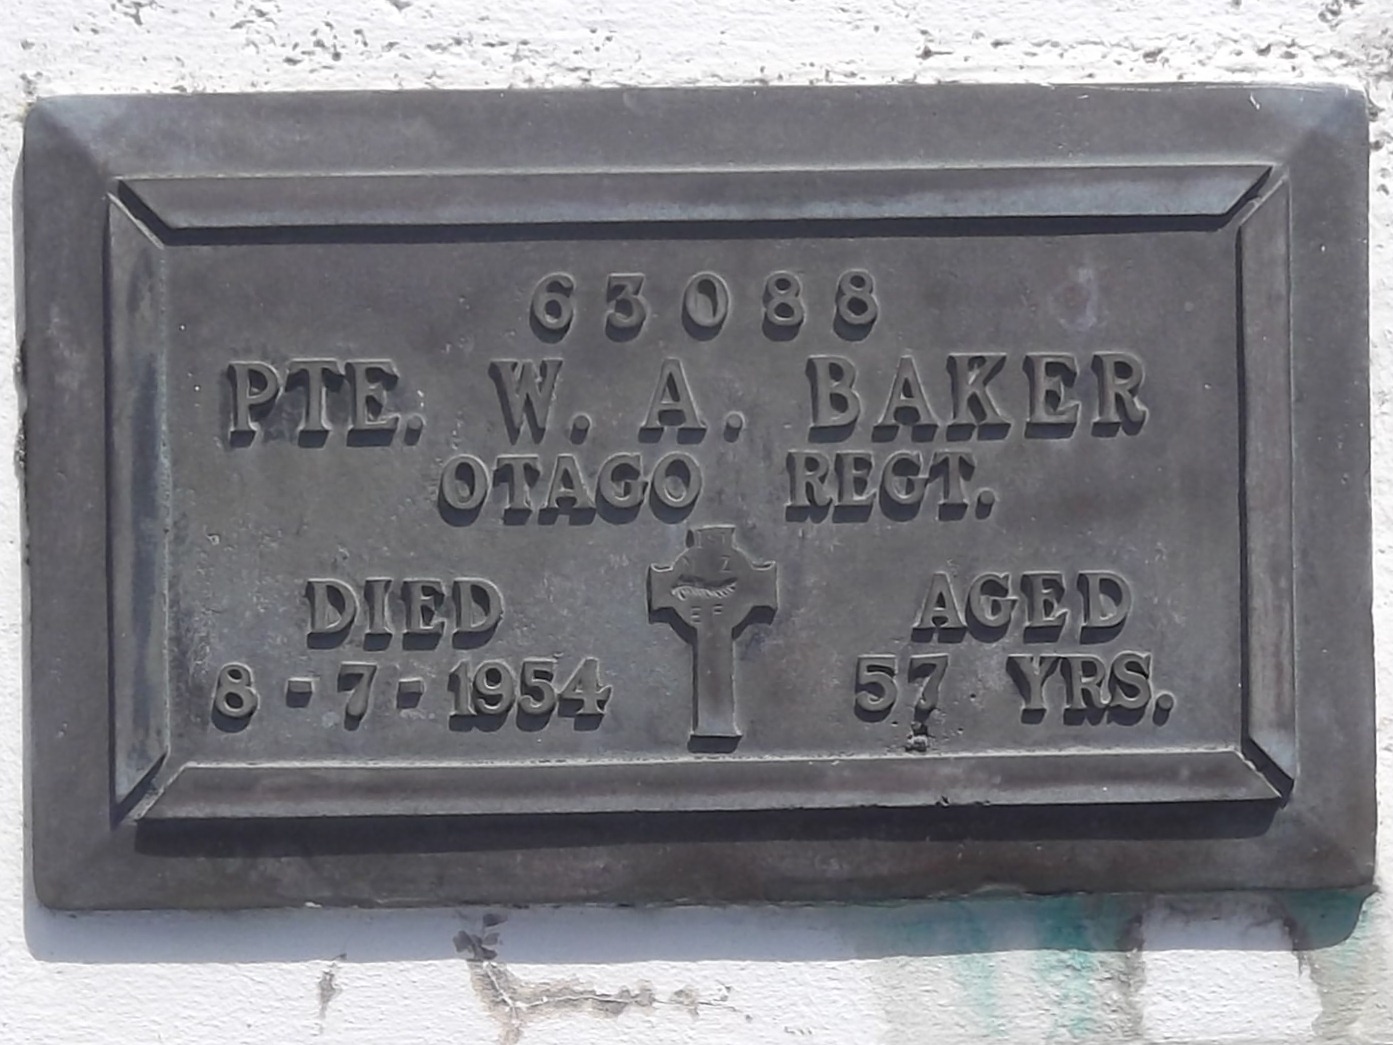 63088
PTE. W. A. BAKER
OTAGO REGT.
N Z
E F
DIED
8-7-1954
AGED
57 YRS.